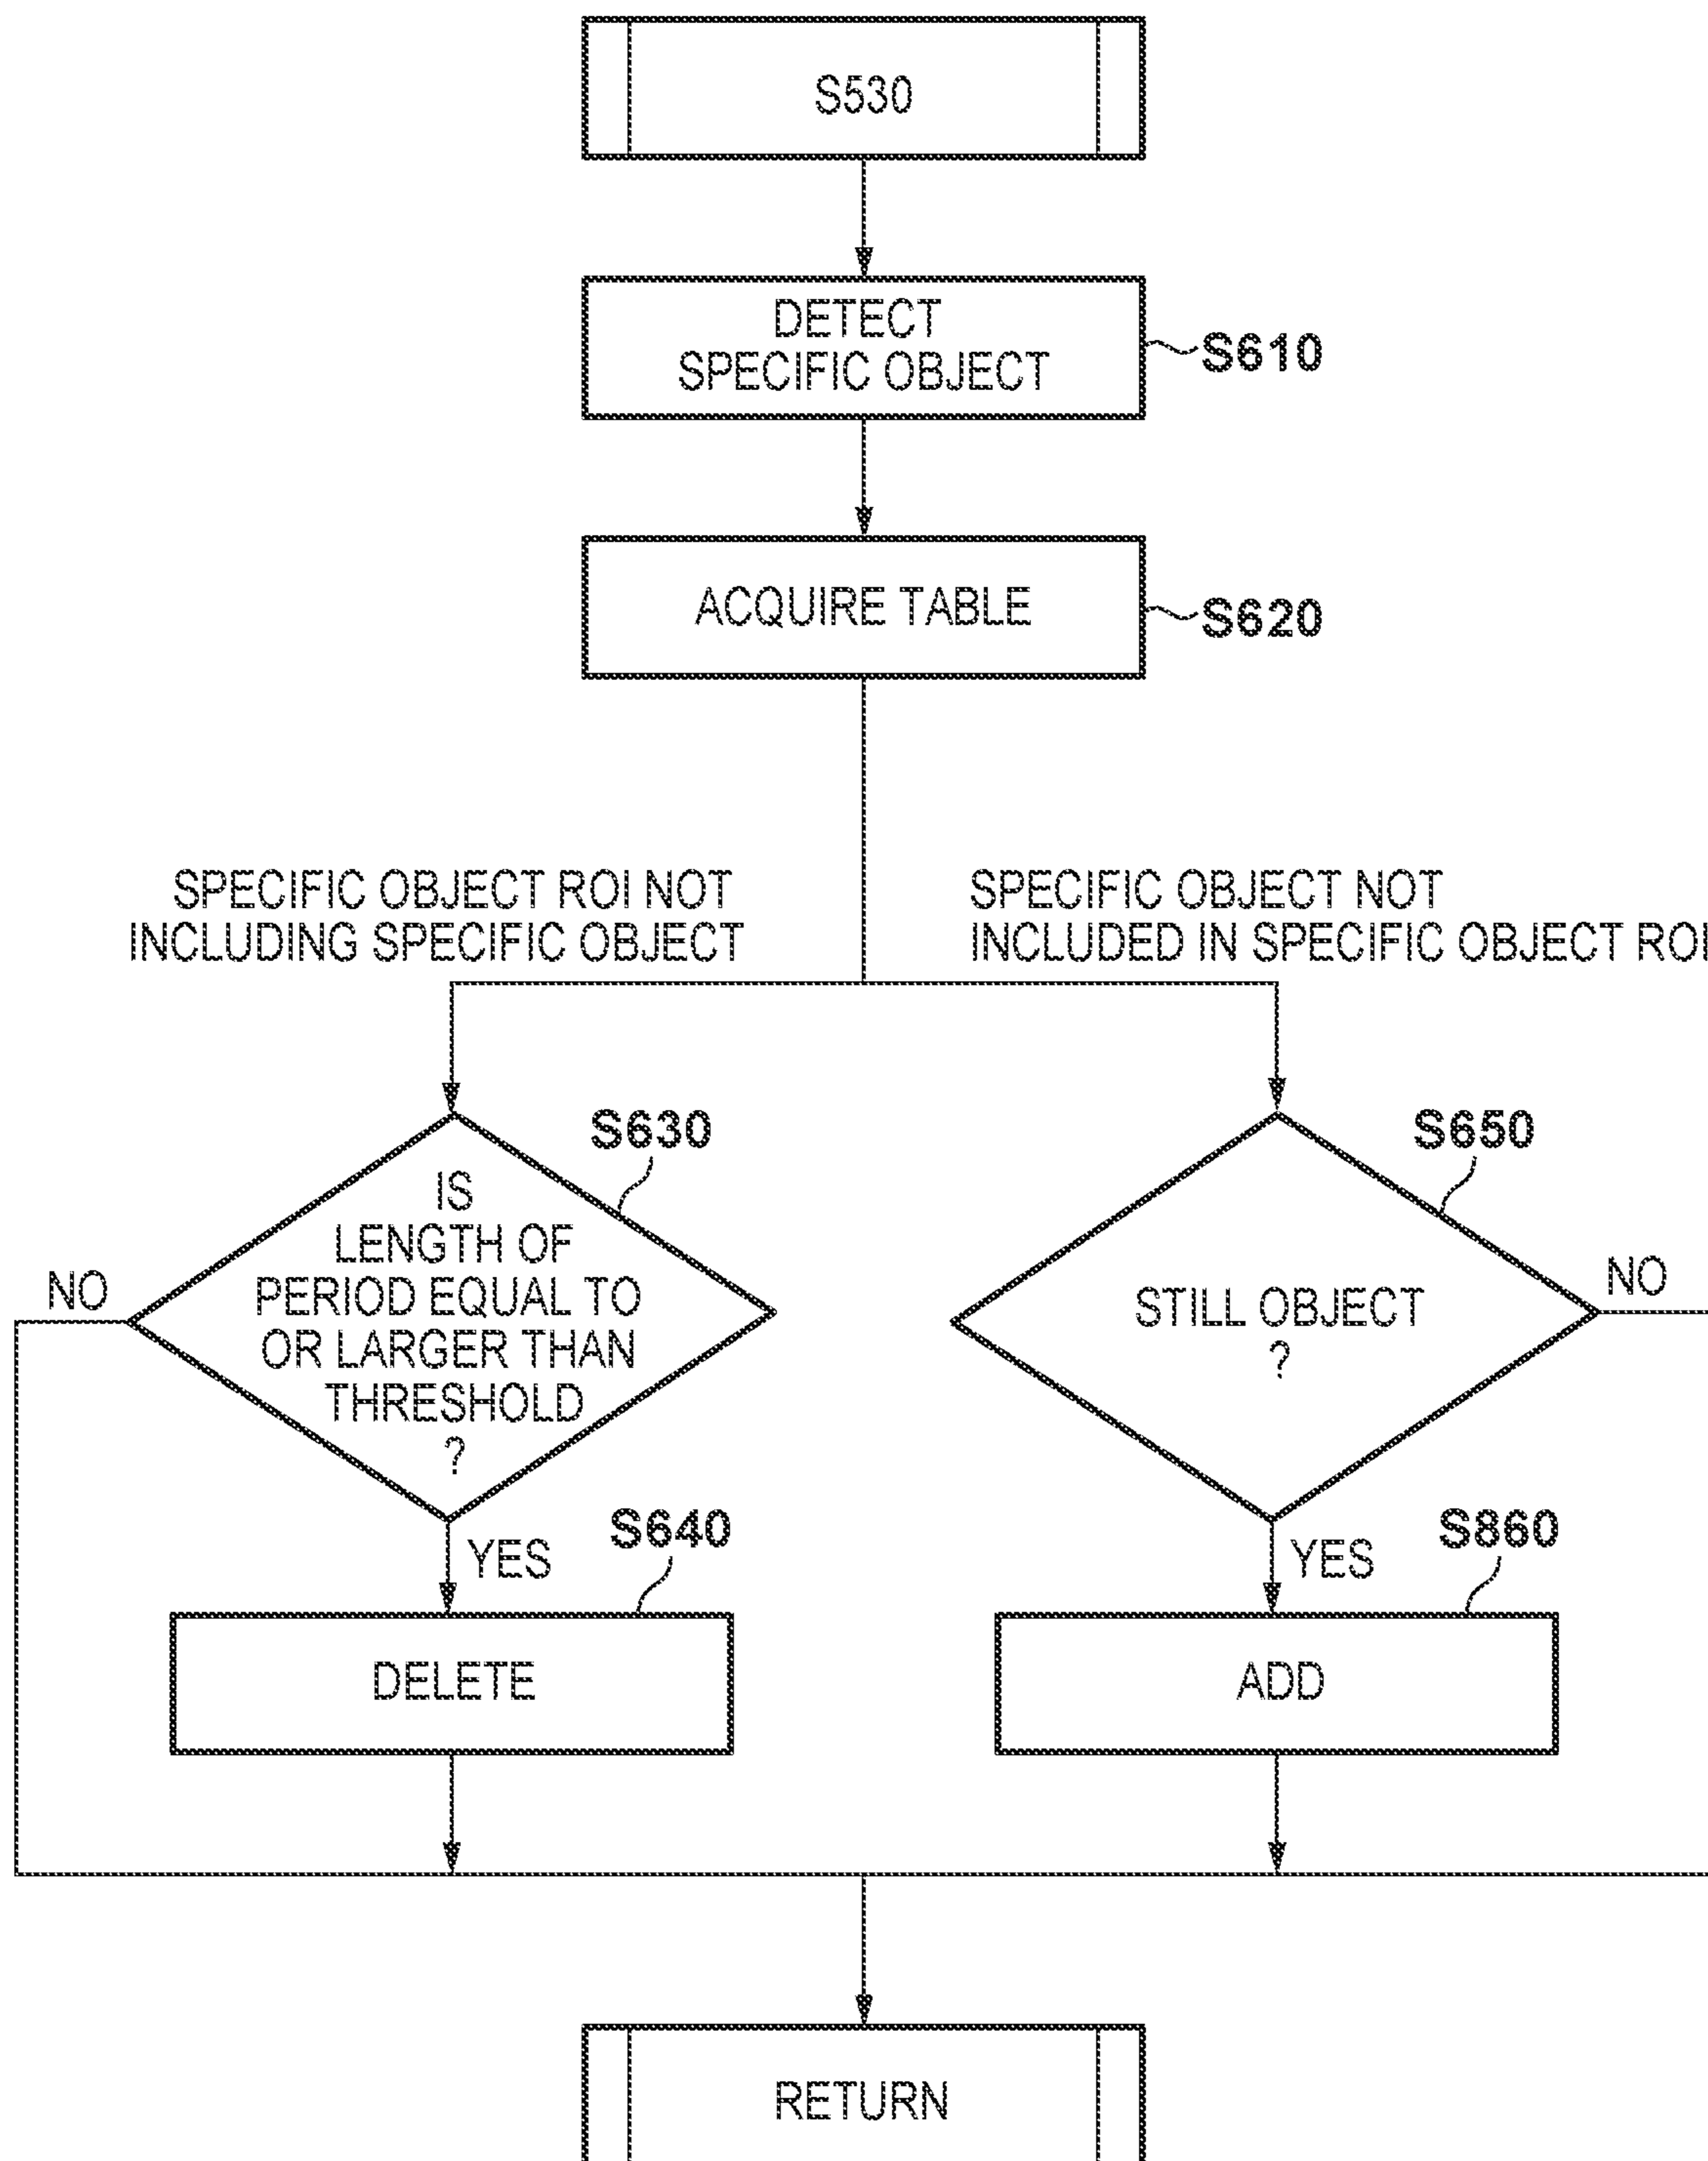 S530
DETECT
SPECIFIC OBJECT
S610
ACQUIRE TABLE
S620
SPECIFIC OBJECT ROI NOT
INCLUDING SPECIFIC OBJECT
SPECIFIC OBJECT NOT
INCLUDED IN SPECIFIC OBJECT ROI
S630
IS
LENGTH OF
PERIOD EQUAL TO
OR LARGER THAN
THRESHOLD
?
NO
YES
S650
STILL OBJECT
?
NO
YES
S640
DELETE
S860
ADD
RETURN